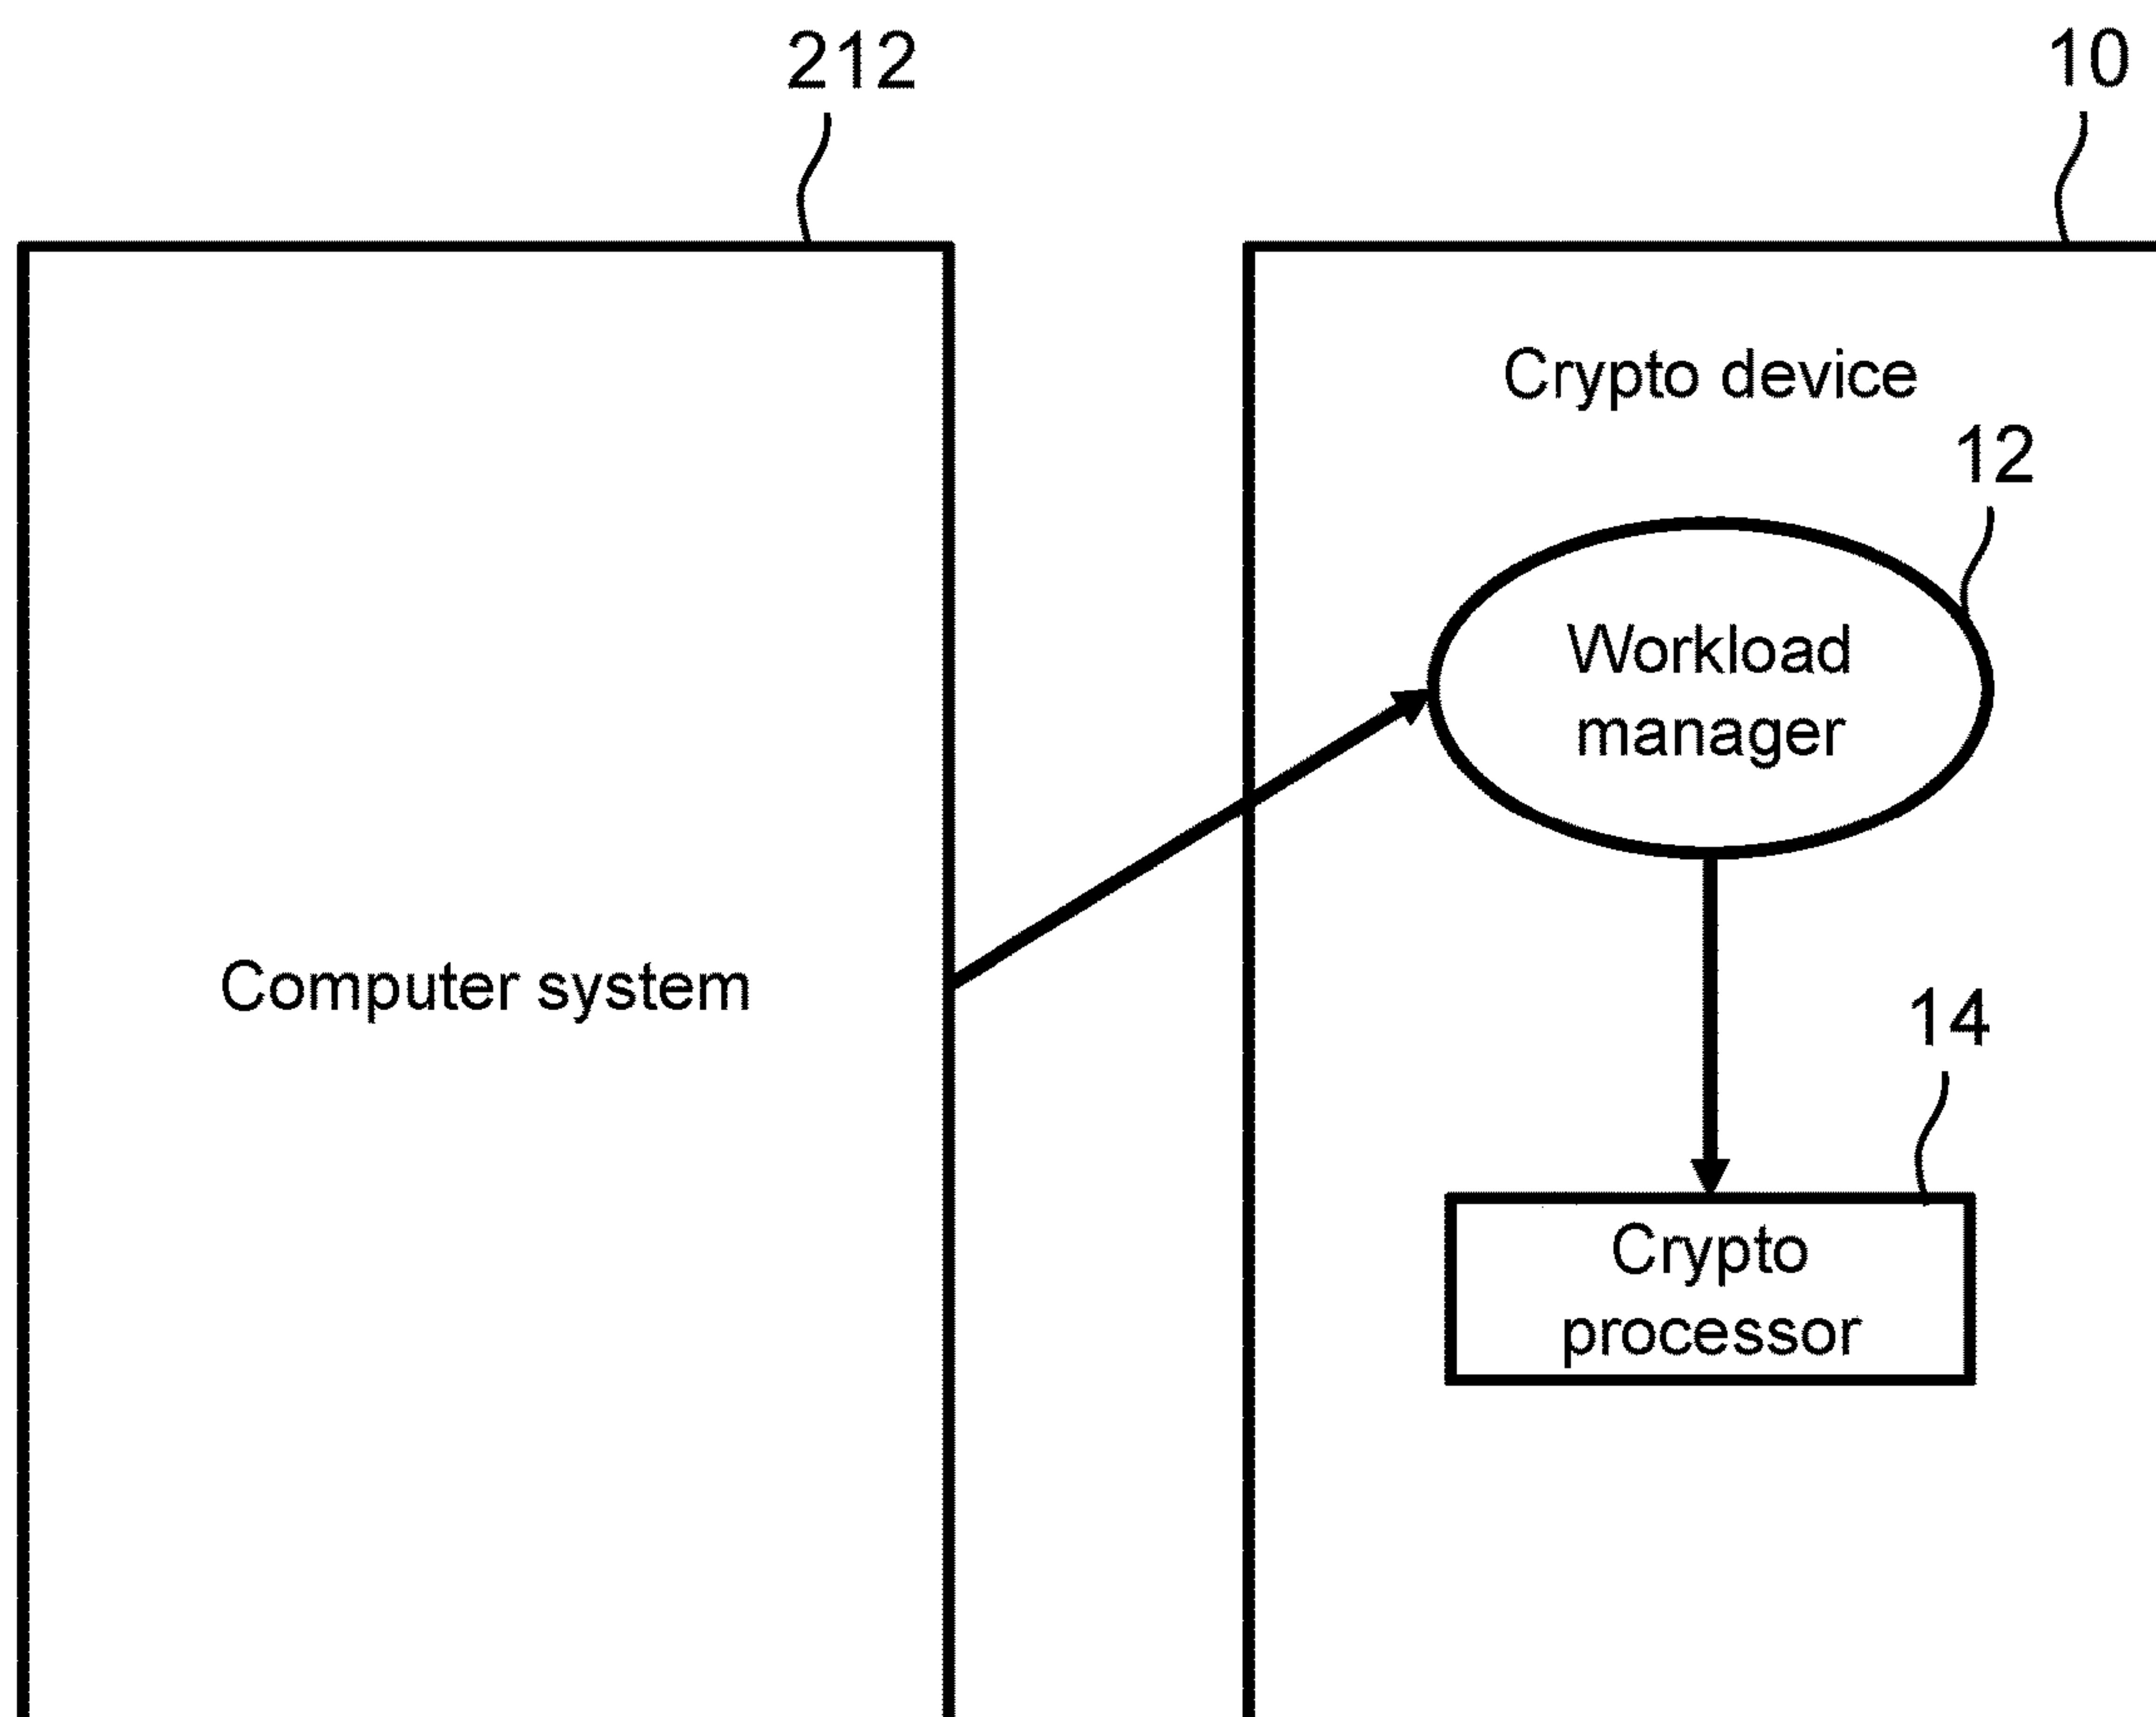 212
10
Crypto device
12
Workload
manager
Computer system
14
Crypto
processor